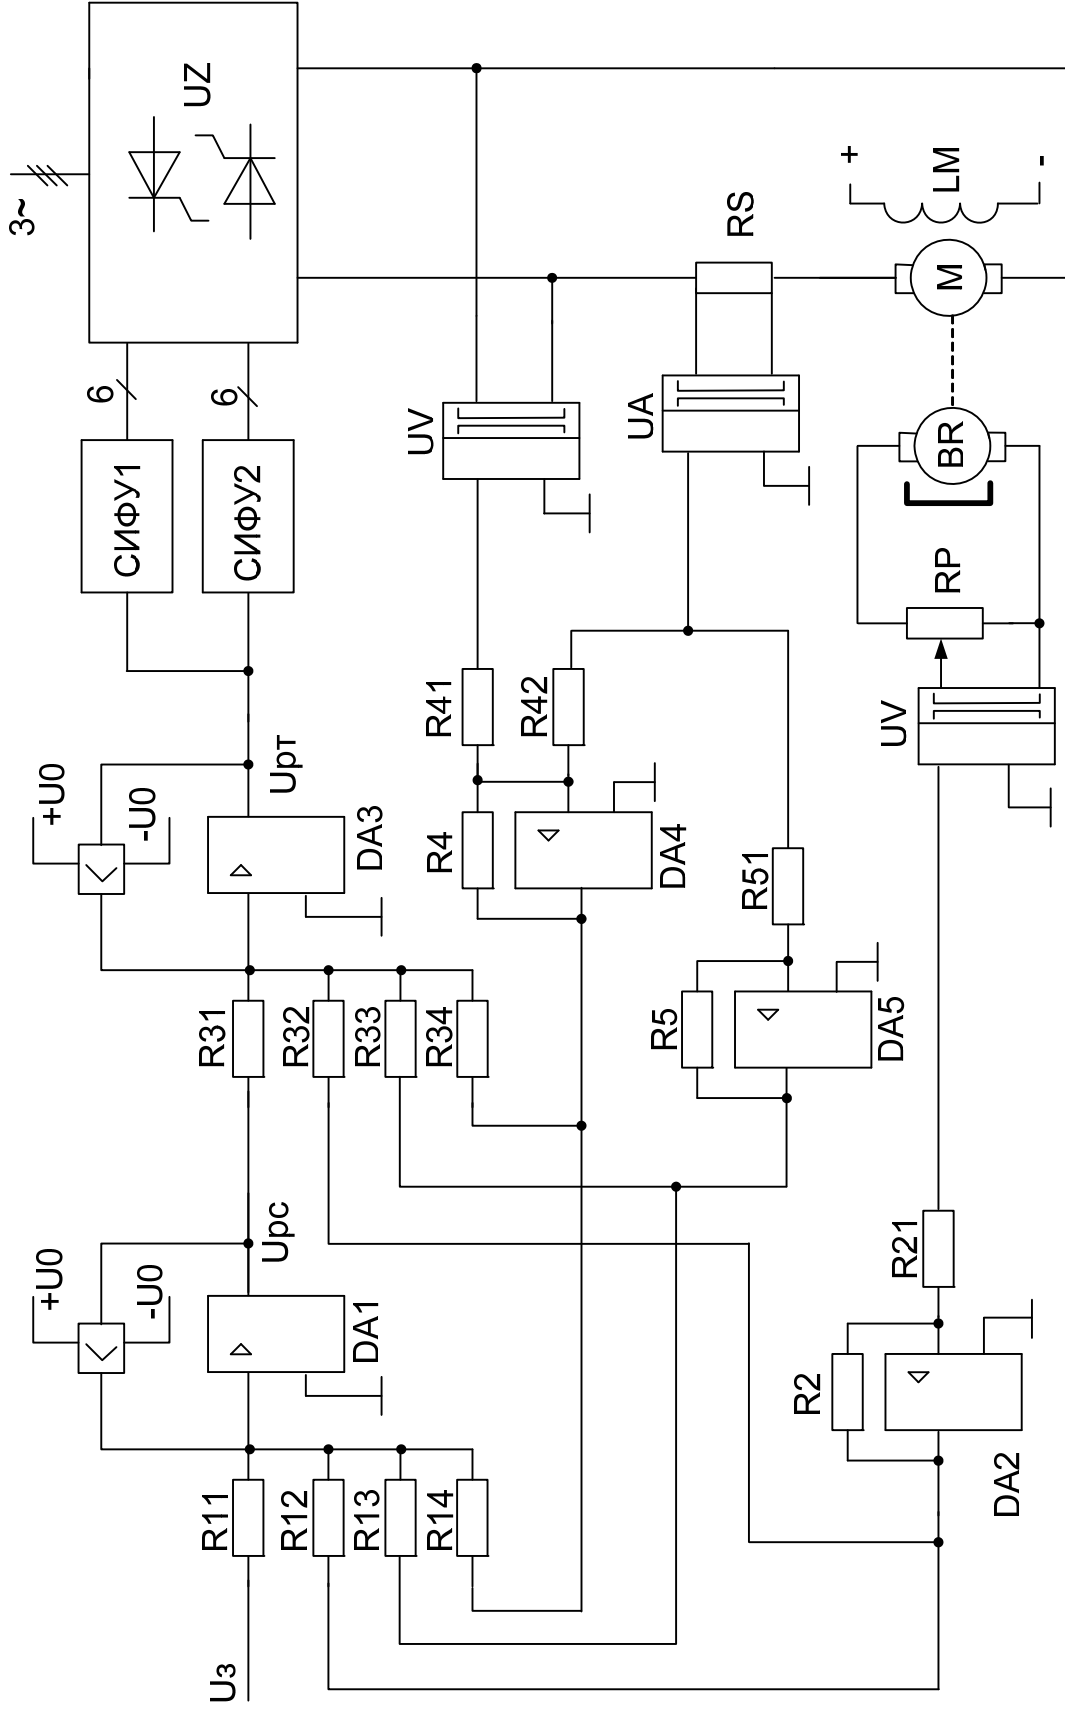 3~
UZ
6
6
СИФУ1
СИФУ2
+U0
-U0
Uрт
DA3
R31
R32
R33
R34
+U0
-U0
Uрс
DA1
R11
R12
R13
R14
Uз
UV
R41
R42
R4
DA4
RS
UA
R51
R5
DA5
+
LM
-
M
BR
RP
UV
R21
R2
DA2